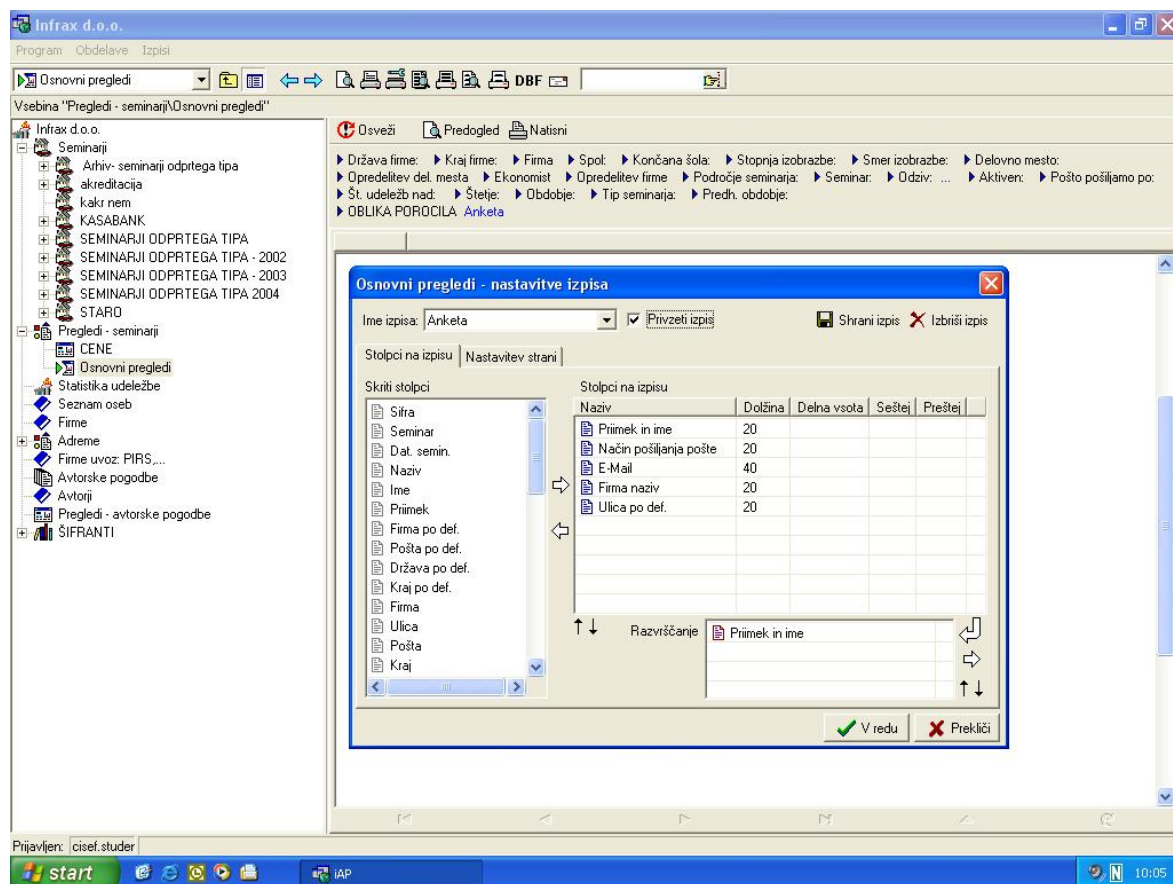 Infrax d.o.o.
Program Obdelave Izpisi
Osnovni pregledi DBF
Vsebina "Pregledi - seminarji\Osnovni pregledi"
Infrax d.o.o.
Seminarji
Arhiv- seminarji odprtega tipa
akreditacija
kakr nem
KASABANK
SEMINARJI ODPRTEGA TIPA
SEMINARJI ODPRTEGA TIPA - 2002
SEMINARJI ODPRTEGA TIPA - 2003
SEMINARJI ODPRTEGA TIPA 2004
STARO
Pregledi - seminarji
CENE
Osnovni pregledi
Statistika udeležbe
Seznam oseb
Firme
Adreme
Firme uvoz: PIRS,...
Avtorske pogodbe
Avtorji
Pregledi - avtorske pogodbe
ŠIFRANTI
Osveži Predogled Natisni
Država firme: Kraj firme: Firma Spol: Končana šola: Stopnja izobrazbe: Smer izobrazbe: Delovno mesto:
Opredelitev del. mesta Ekonomist Opredelitev firme Področje seminarja: Seminar: Odziv: ... Aktiven: Pošto pošiljamo po:
Št. udeležb nad: Štetje: Obdobje: Tip seminarja: Predh. obdobje:
OBLIKA POROCILA Anketa
Osnovni pregledi - nastavitve izpisa
Ime izpisa: Anketa Privzeti izpis Shrani izpis Izbriši izpis
Stolpci na izpisu Nastavitev strani
Skriti stolpci
Sifra
Seminar
Dat. semin.
Naziv
Ime
Priimek
Firma po def.
Pošta po def.
Država po def.
Kraj po def.
Firma
Ulica
Pošta
Kraj
Stolpci na izpisu
Naziv Dolžina Delna vsota Seštej Preštej
Priimek in ime 20
Način pošiljanja pošte 20
E-Mail 40
Firma naziv 20
Ulica po def. 20
Razvrščanje Priimek in ime
V redu Prekliči
Prijavljen: cisef.studer
start iAP N 10:05